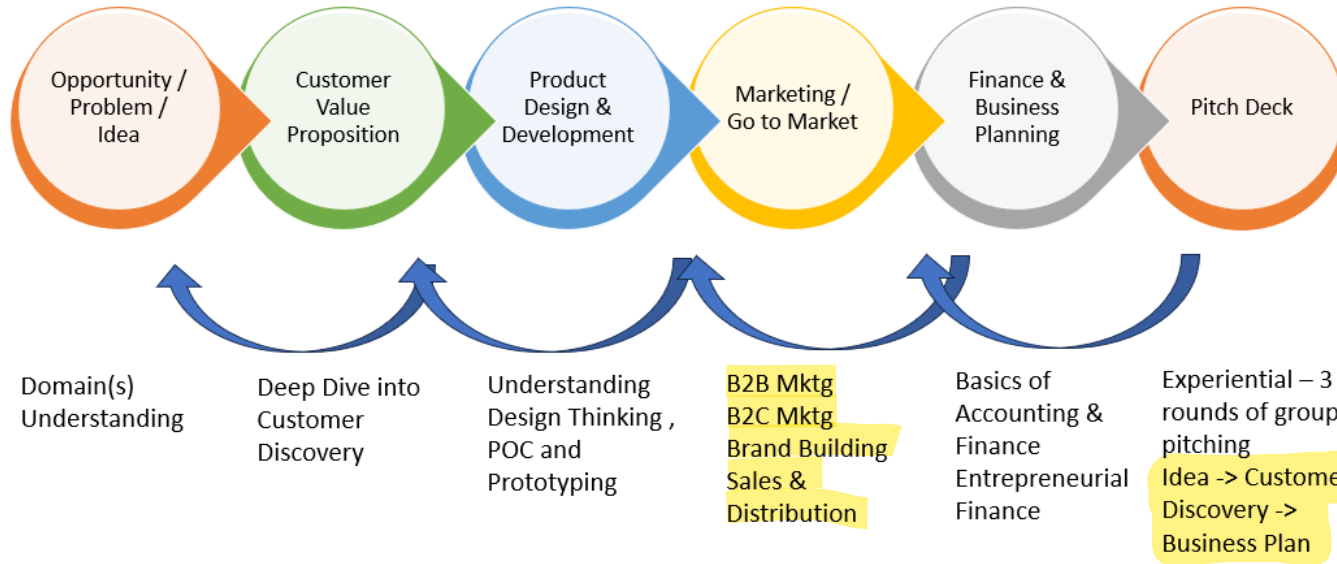 Opportunity /
Problem /
Idea
Customer
Value
Proposition
Product
Design &
Development
Marketing /
Go to Market
Finance &
Business
Planning
Pitch Deck
Domain(s)
Understanding
Deep Dive into
Customer
Discovery
Understanding
Design Thinking ,
POC and
Prototyping
B2B Mktg
B2C Mktg
Brand Building
Sales &
Distribution
Basics of
Accounting &
Finance
Entrepreneurial
Finance
Experiential – 3
rounds of group
pitching
Idea -> Custome
Discovery ->
Business Plan